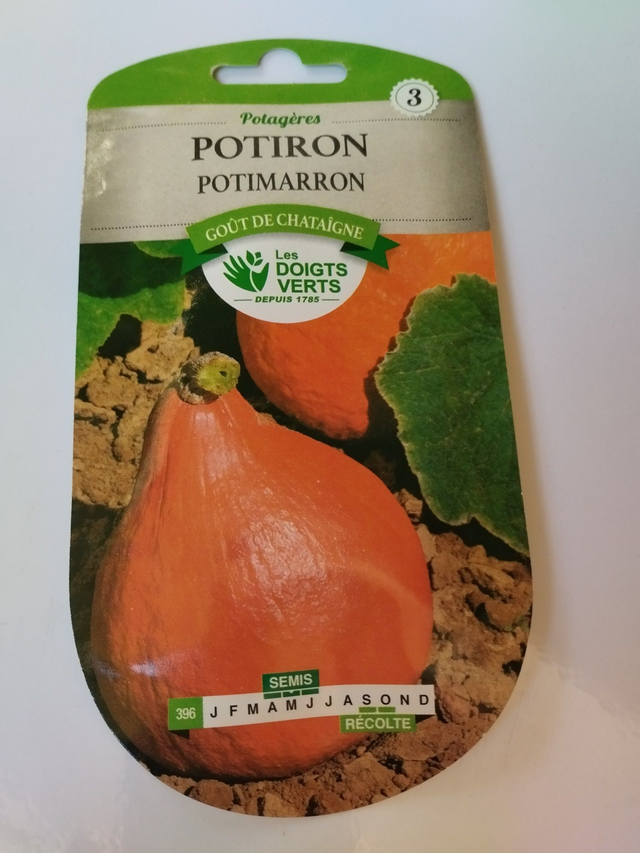 3
Potagères
POTIRON
POTIMARRON
GOÛT DE CHATAÎGNE
Les
DOIGTS
VERTS
DEPUIS 1785
SEMIS
396 J F M A M J J A S O N D
RÉCOLTE